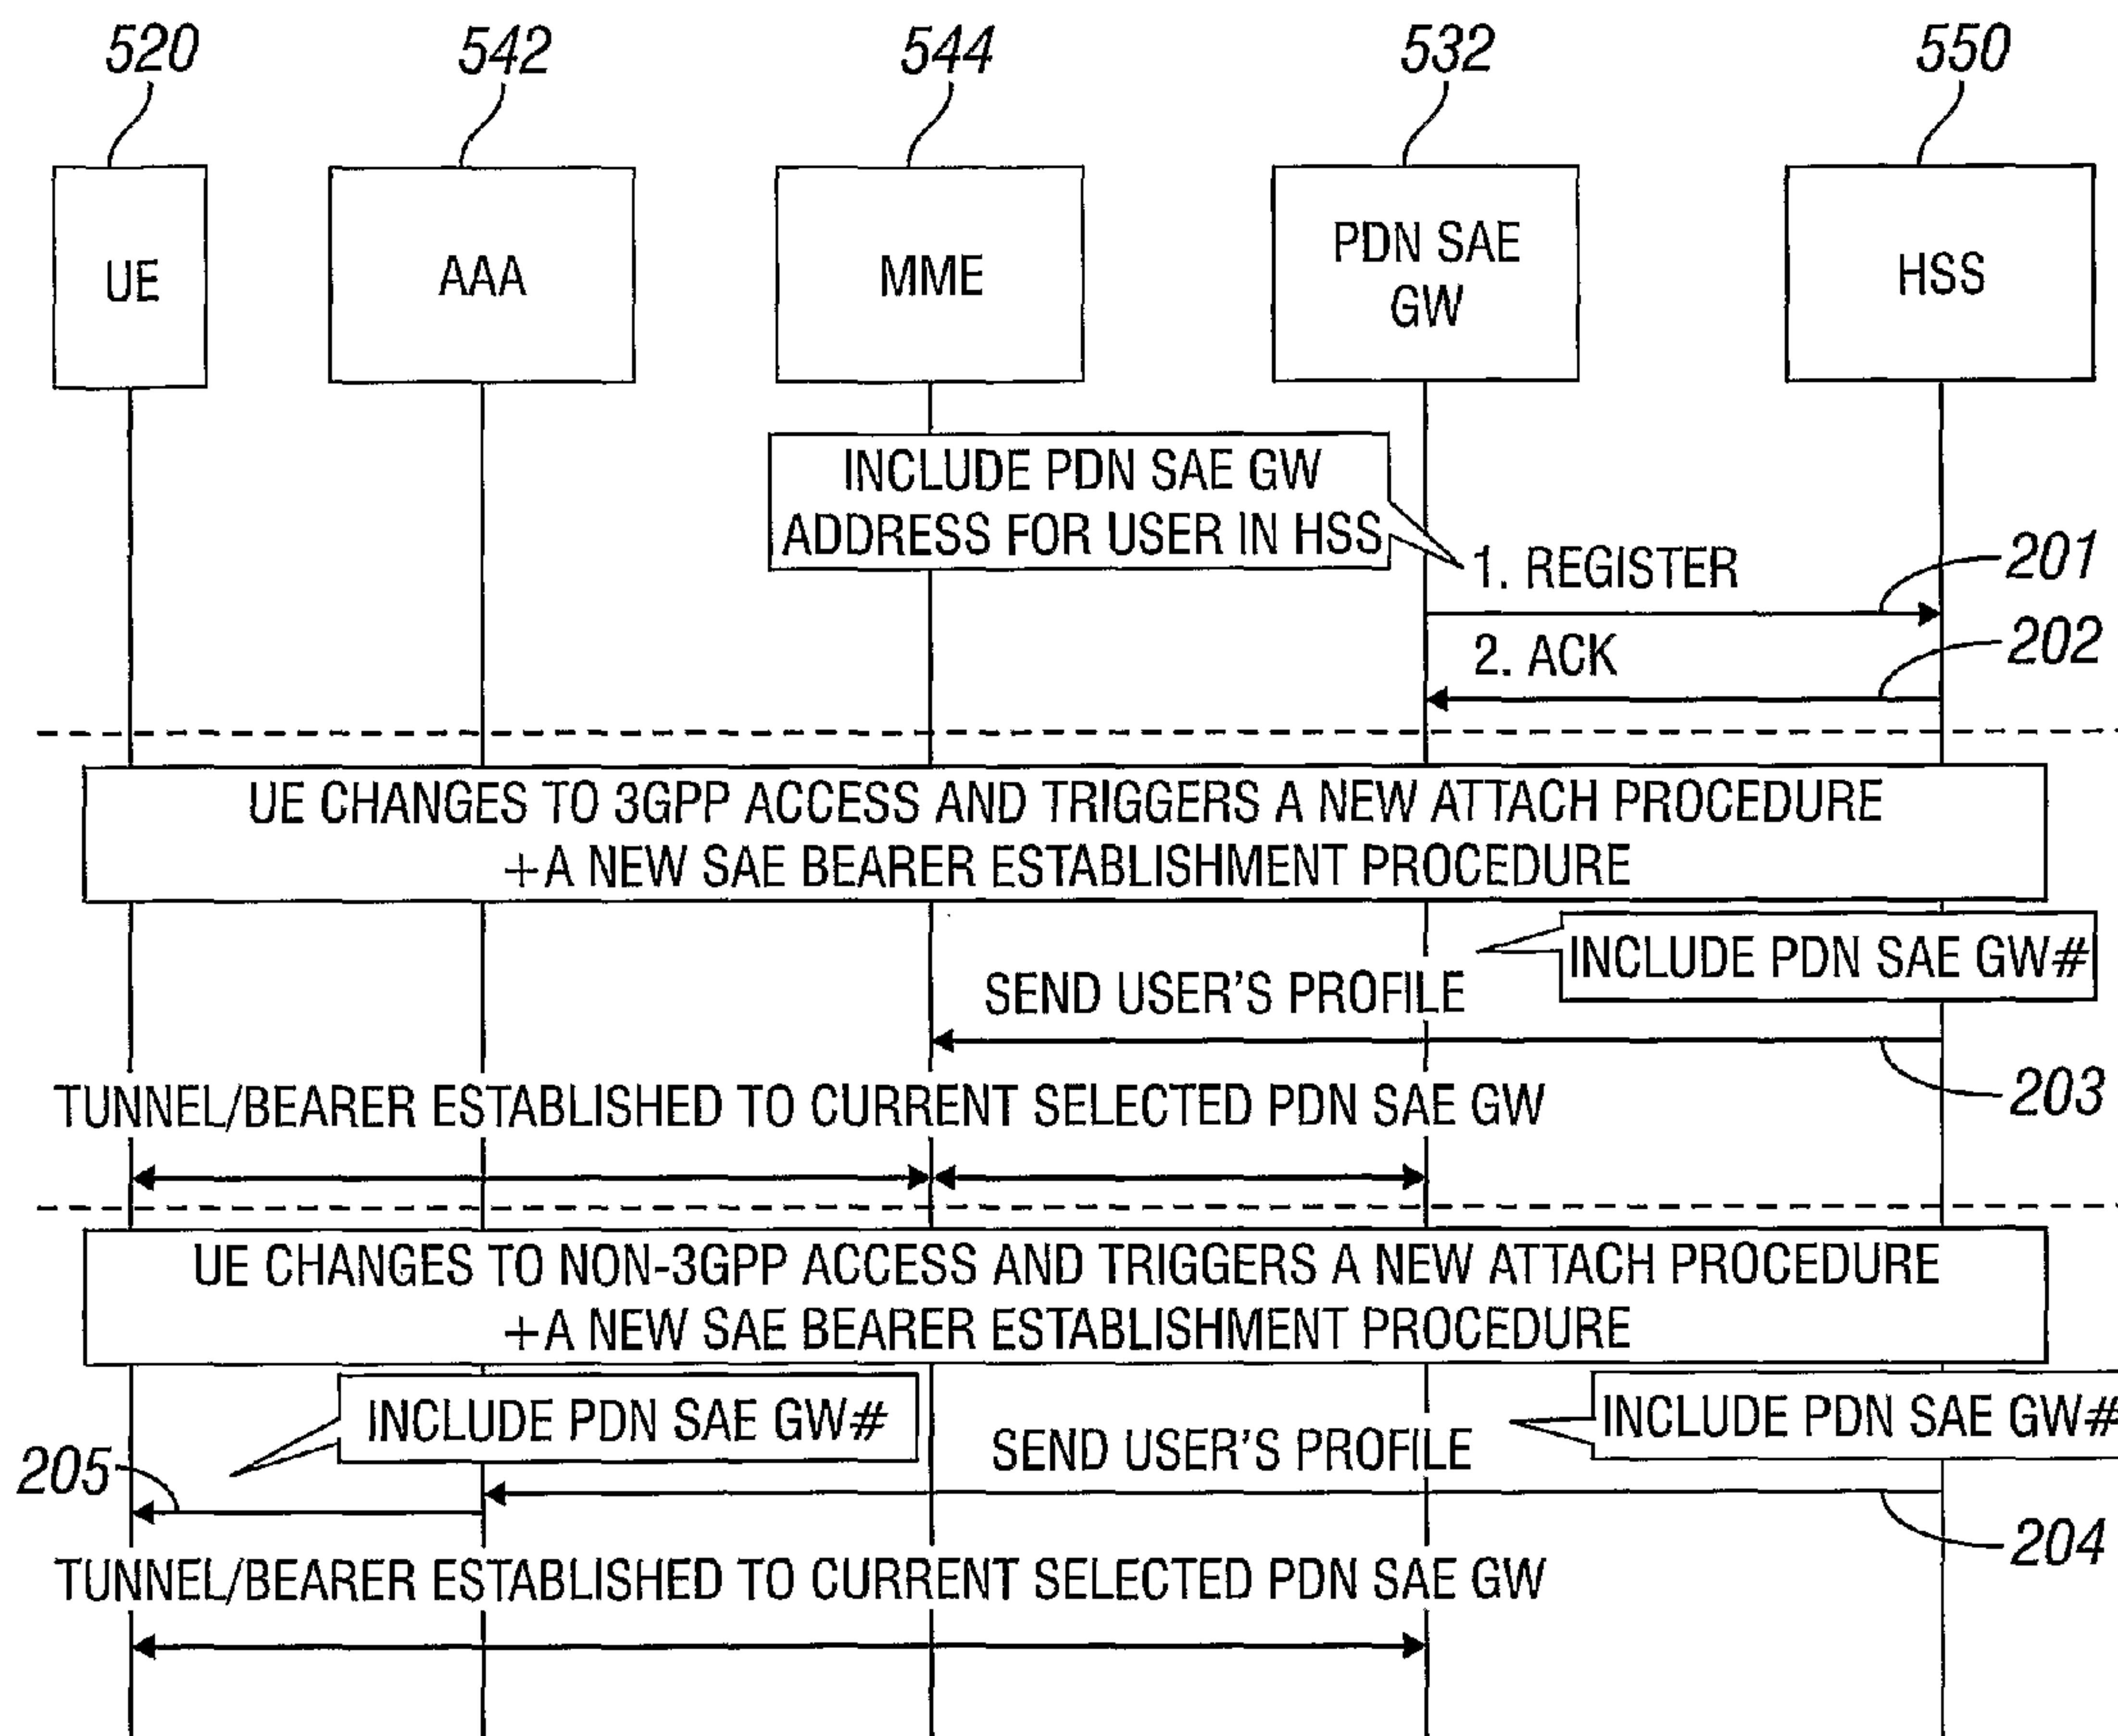 520
542
544
532
550
UE
AAA
MME
PDN SAE
GW
HSS
INCLUDE PDN SAE GW
ADDRESS FOR USER IN HSS
1. REGISTER
201
2. ACK
202
UE CHANGES TO 3GPP ACCESS AND TRIGGERS A NEW ATTACH PROCEDURE
+A NEW SAE BEARER ESTABLISHMENT PROCEDURE
INCLUDE PDN SAE GW#
SEND USER'S PROFILE
203
TUNNEL/BEARER ESTABLISHED TO CURRENT SELECTED PDN SAE GW
UE CHANGES TO NON-3GPP ACCESS AND TRIGGERS A NEW ATTACH PROCEDURE
+A NEW SAE BEARER ESTABLISHMENT PROCEDURE
INCLUDE PDN SAE GW#
INCLUDE PDN SAE GW#
SEND USER'S PROFILE
205
204
TUNNEL/BEARER ESTABLISHED TO CURRENT SELECTED PDN SAE GW